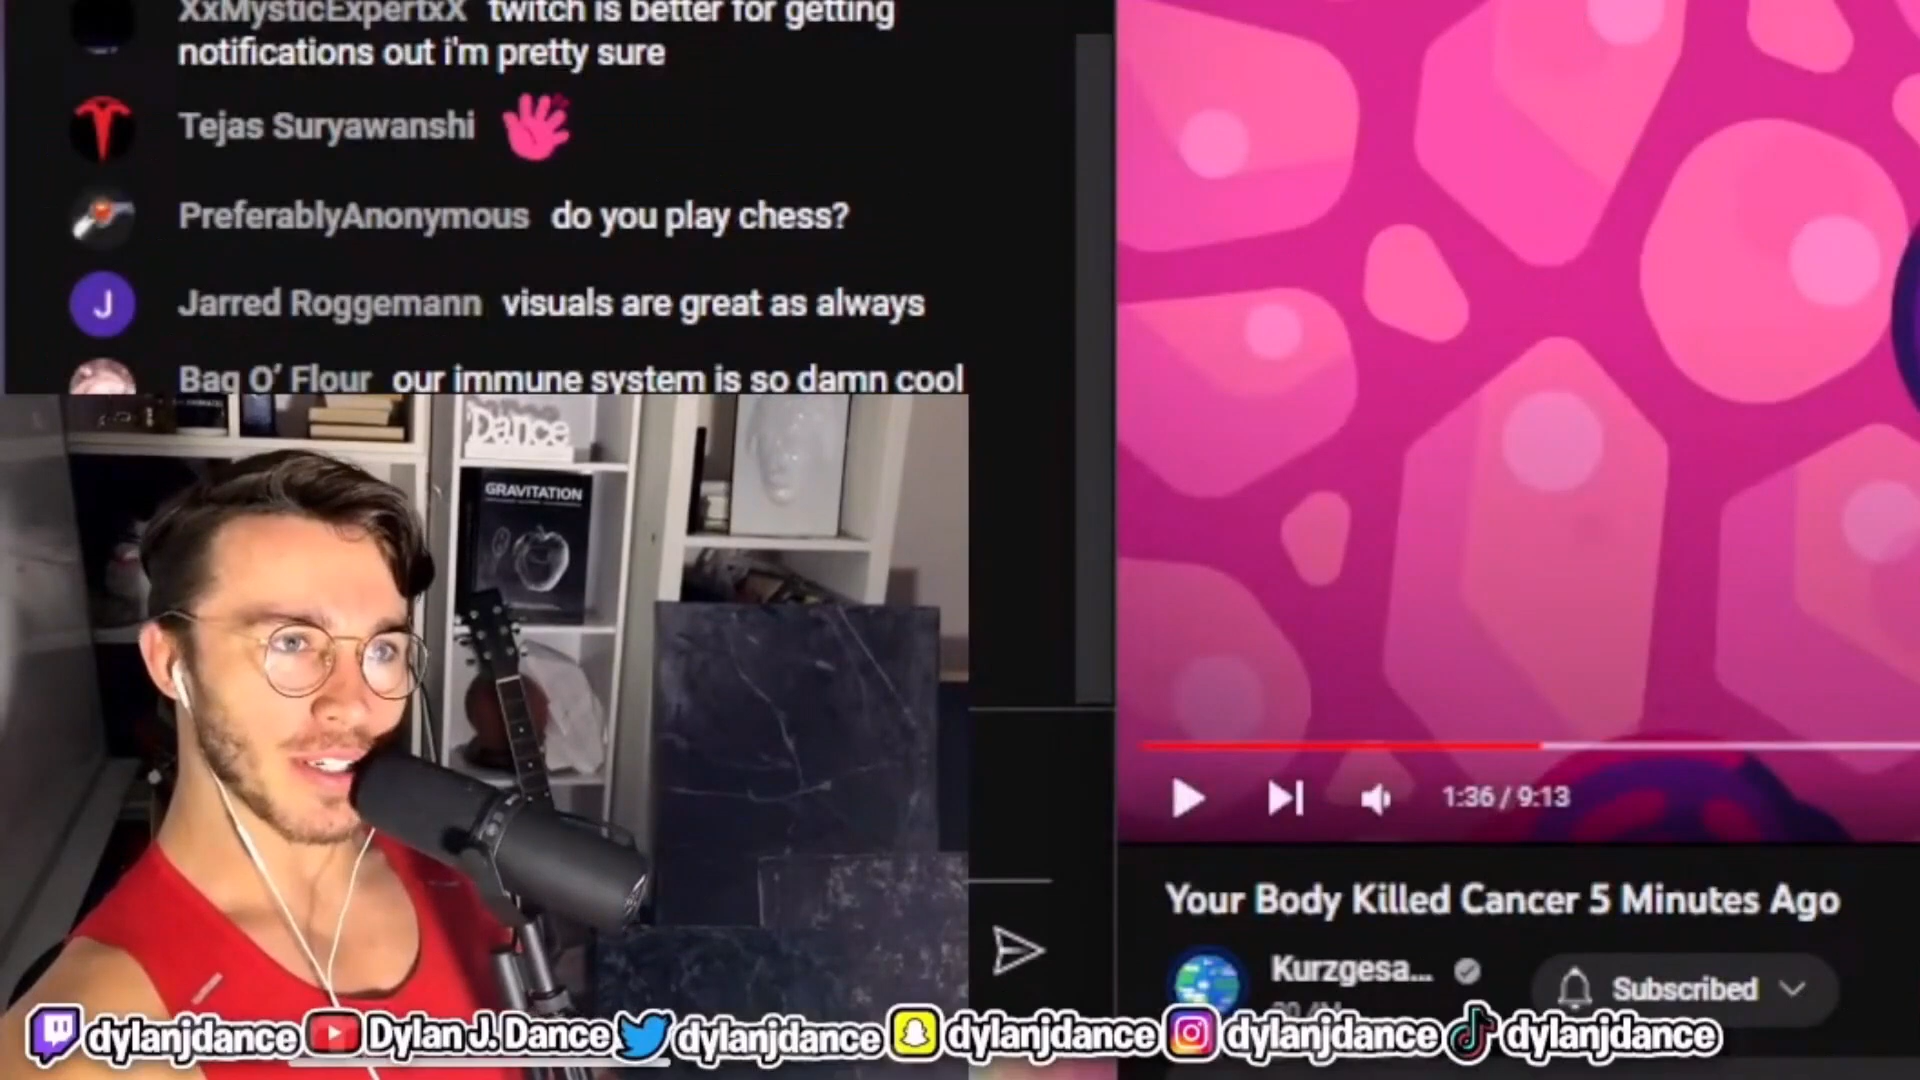 XxMysticExpertxX twitch is better for getting
notifications out i'm pretty sure
Tejas Suryawanshi
PreferablyAnonymous do you play chess?
J
Jarred Roggemann visuals are great as always
Bag O' Flour our immune system is so damn cool
Dance
GRAVITATION
1:36 / 9:13
Your Body Killed Cancer 5 Minutes Ago
Kurzgesa...
Subscribed
dylanjdance Dylan J. Dance dylanjdance dylanjdance dylanjdance dylanjdance